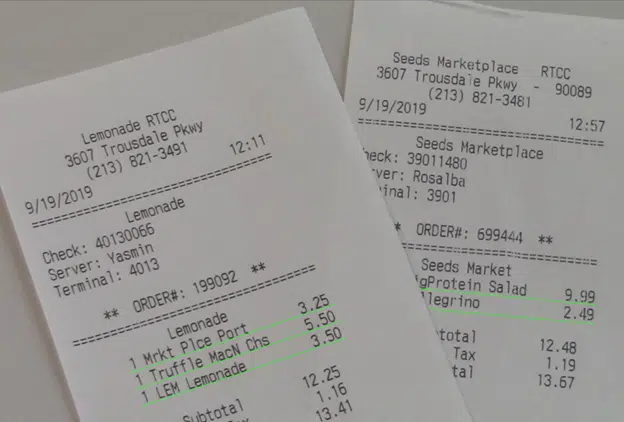 Lemonade RTCC
3607 Trousdale Pkwy
(213) 821-3491
9/19/2019 12:11
Lemonade
Check: 40130066
Server: Yasmin
Terminal: 4013
** ORDER#: 199092 **
Lemonade
1 Mrkt Plce Port 3.25
1 Truffle MacN Chs 5.50
1 LEM Lemonade 3.50
Subtotal 12.25
Tax 1.16
13.41
Seeds Marketplace RTCC
3607 Trousdale Pkwy - 90089
(213) 821-3481
9/19/2019 12:57
Seeds Marketplace
heck: 39011480
rver: Rosalba
inal: 3901
* ORDER#: 699444 **
Seeds Market
gProtein Salad 9.99
llegrino 2.49
total 12.48
Tax 1.19
tal 13.67